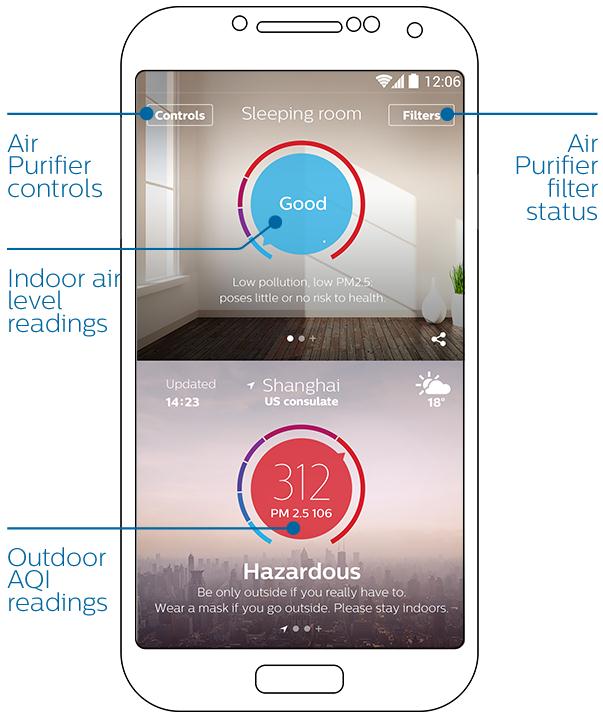 12:06
Controls
Sleeping room
Filters
Air
Purifier
controls
Air
Purifier
filter
status
Good
Indoor air
level
readings
Low pollution, low PM2.5:
poses little or no risk to health.
Updated
14:23
Shanghai
US consulate
18°
312
PM 2.5 106
Outdoor
AQI
readings
Hazardous
Be only outside if you really have to.
Wear a mask if you go outside. Please stay indoors.